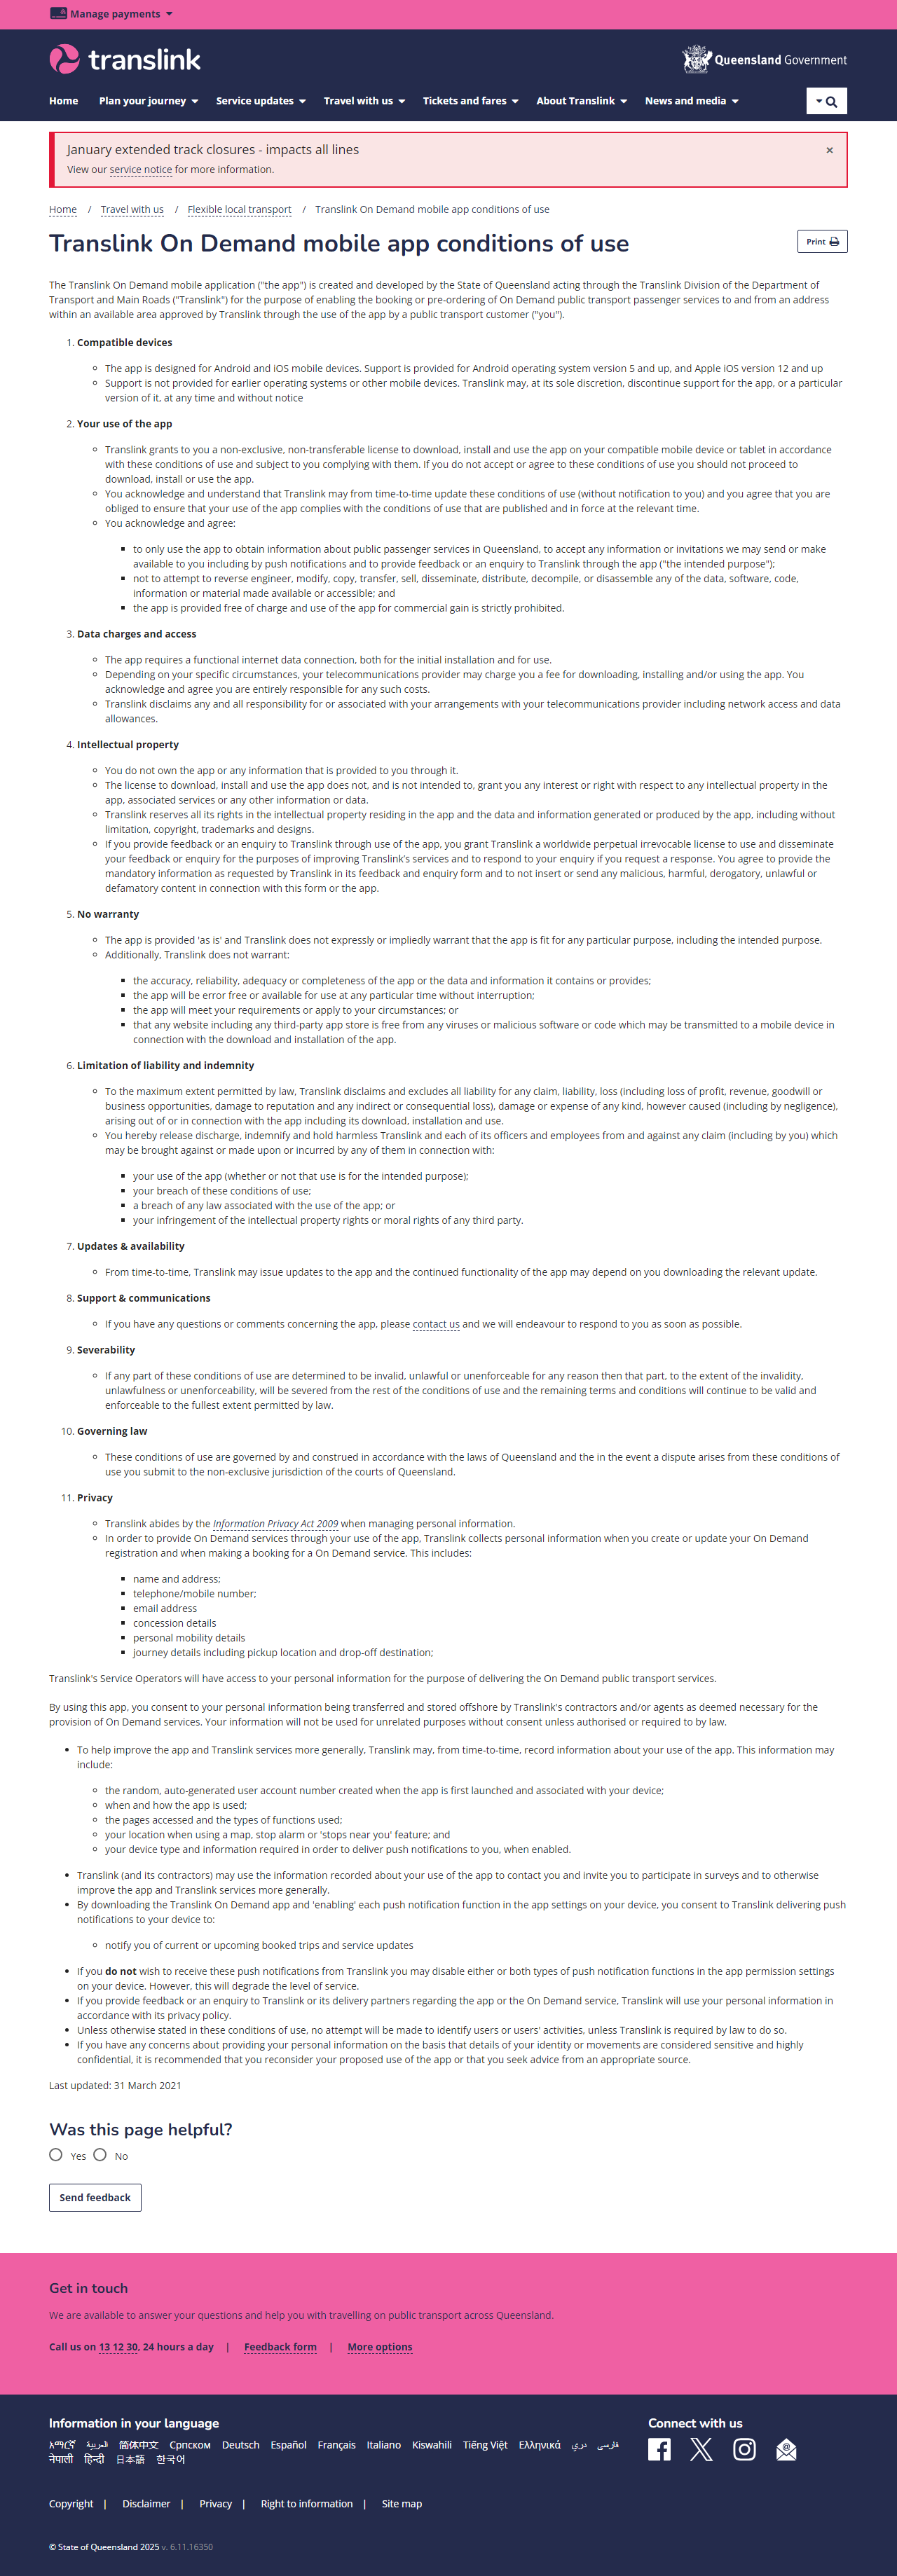 Manage payments
translink
Queensland Government
Home Plan your journey Service updates Travel with us Tickets and fares About Translink News and media
January extended track closures - impacts all lines ×
View our service notice for more information.
Home / Travel with us / Flexible local transport / Translink On Demand mobile app conditions of use
Translink On Demand mobile app conditions of use
Print
The Translink On Demand mobile application ("the app") is created and developed by the State of Queensland acting through the Translink Division of the Department of
Transport and Main Roads ("Translink") for the purpose of enabling the booking or pre-ordering of On Demand public transport passenger services to and from an address
within an available area approved by Translink through the use of the app by a public transport customer ("you").
1. Compatible devices
The app is designed for Android and iOS mobile devices. Support is provided for Android operating system version 5 and up, and Apple iOS version 12 and up
Support is not provided for earlier operating systems or other mobile devices. Translink may, at its sole discretion, discontinue support for the app, or a particular
version of it, at any time and without notice
2. Your use of the app
Translink grants to you a non-exclusive, non-transferable license to download, install and use the app on your compatible mobile device or tablet in accordance
with these conditions of use and subject to you complying with them. If you do not accept or agree to these conditions of use you should not proceed to
download, install or use the app.
You acknowledge and understand that Translink may from time-to-time update these conditions of use (without notification to you) and you agree that you are
obliged to ensure that your use of the app complies with the conditions of use that are published and in force at the relevant time.
You acknowledge and agree:
to only use the app to obtain information about public passenger services in Queensland, to accept any information or invitations we may send or make
available to you including by push notifications and to provide feedback or an enquiry to Translink through the app ("the intended purpose");
not to attempt to reverse engineer, modify, copy, transfer, sell, disseminate, distribute, decompile, or disassemble any of the data, software, code,
information or material made available or accessible; and
the app is provided free of charge and use of the app for commercial gain is strictly prohibited.
3. Data charges and access
The app requires a functional internet data connection, both for the initial installation and for use.
Depending on your specific circumstances, your telecommunications provider may charge you a fee for downloading, installing and/or using the app. You
acknowledge and agree you are entirely responsible for any such costs.
Translink disclaims any and all responsibility for or associated with your arrangements with your telecommunications provider including network access and data
allowances.
4. Intellectual property
You do not own the app or any information that is provided to you through it.
The license to download, install and use the app does not, and is not intended to, grant you any interest or right with respect to any intellectual property in the
app, associated services or any other information or data.
Translink reserves all its rights in the intellectual property residing in the app and the data and information generated or produced by the app, including without
limitation, copyright, trademarks and designs.
If you provide feedback or an enquiry to Translink through use of the app, you grant Translink a worldwide perpetual irrevocable license to use and disseminate
your feedback or enquiry for the purposes of improving Translink's services and to respond to your enquiry if you request a response. You agree to provide the
mandatory information as requested by Translink in its feedback and enquiry form and to not insert or send any malicious, harmful, derogatory, unlawful or
defamatory content in connection with this form or the app.
5. No warranty
The app is provided 'as is' and Translink does not expressly or impliedly warrant that the app is fit for any particular purpose, including the intended purpose.
Additionally, Translink does not warrant:
the accuracy, reliability, adequacy or completeness of the app or the data and information it contains or provides;
the app will be error free or available for use at any particular time without interruption;
the app will meet your requirements or apply to your circumstances; or
that any website including any third-party app store is free from any viruses or malicious software or code which may be transmitted to a mobile device in
connection with the download and installation of the app.
6. Limitation of liability and indemnity
To the maximum extent permitted by law, Translink disclaims and excludes all liability for any claim, liability, loss (including loss of profit, revenue, goodwill or
business opportunities, damage to reputation and any indirect or consequential loss), damage or expense of any kind, however caused (including by negligence),
arising out of or in connection with the app including its download, installation and use.
You hereby release discharge, indemnify and hold harmless Translink and each of its officers and employees from and against any claim (including by you) which
may be brought against or made upon or incurred by any of them in connection with:
your use of the app (whether or not that use is for the intended purpose);
your breach of these conditions of use;
a breach of any law associated with the use of the app; or
your infringement of the intellectual property rights or moral rights of any third party.
7. Updates & availability
From time-to-time, Translink may issue updates to the app and the continued functionality of the app may depend on you downloading the relevant update.
8. Support & communications
If you have any questions or comments concerning the app, please contact us and we will endeavour to respond to you as soon as possible.
9. Severability
If any part of these conditions of use are determined to be invalid, unlawful or unenforceable for any reason then that part, to the extent of the invalidity,
unlawfulness or unenforceability, will be severed from the rest of the conditions of use and the remaining terms and conditions will continue to be valid and
enforceable to the fullest extent permitted by law.
10. Governing law
These conditions of use are governed by and construed in accordance with the laws of Queensland and the in the event a dispute arises from these conditions of
use you submit to the non-exclusive jurisdiction of the courts of Queensland.
11. Privacy
Translink abides by the Information Privacy Act 2009 when managing personal information.
In order to provide On Demand services through your use of the app, Translink collects personal information when you create or update your On Demand
registration and when making a booking for a On Demand service. This includes:
name and address;
telephone/mobile number;
email address
concession details
personal mobility details
journey details including pickup location and drop-off destination;
Translink's Service Operators will have access to your personal information for the purpose of delivering the On Demand public transport services.
By using this app, you consent to your personal information being transferred and stored offshore by Translink's contractors and/or agents as deemed necessary for the
provision of On Demand services. Your information will not be used for unrelated purposes without consent unless authorised or required to by law.
To help improve the app and Translink services more generally, Translink may, from time-to-time, record information about your use of the app. This information may
include:
the random, auto-generated user account number created when the app is first launched and associated with your device;
when and how the app is used;
the pages accessed and the types of functions used;
your location when using a map, stop alarm or 'stops near you' feature; and
your device type and information required in order to deliver push notifications to you, when enabled.
Translink (and its contractors) may use the information recorded about your use of the app to contact you and invite you to participate in surveys and to otherwise
improve the app and Translink services more generally.
By downloading the Translink On Demand app and 'enabling' each push notification function in the app settings on your device, you consent to Translink delivering push
notifications to your device to:
notify you of current or upcoming booked trips and service updates
If you do not wish to receive these push notifications from Translink you may disable either or both types of push notification functions in the app permission settings
on your device. However, this will degrade the level of service.
If you provide feedback or an enquiry to Translink or its delivery partners regarding the app or the On Demand service, Translink will use your personal information in
accordance with its privacy policy.
Unless otherwise stated in these conditions of use, no attempt will be made to identify users or users' activities, unless Translink is required by law to do so.
If you have any concerns about providing your personal information on the basis that details of your identity or movements are considered sensitive and highly
confidential, it is recommended that you reconsider your proposed use of the app or that you seek advice from an appropriate source.
Last updated: 31 March 2021
Was this page helpful?
Yes No
Send feedback
Get in touch
We are available to answer your questions and help you with travelling on public transport across Queensland.
Call us on 13 12 30, 24 hours a day | Feedback form | More options
Information in your language
አማርኛ العربية 简体中文 Српском Deutsch Español Français Italiano Kiswahili Tiếng Việt Ελληνικά دري فارسی
नेपाली हिन्दी 日本語 한국어
Connect with us
Copyright | Disclaimer | Privacy | Right to information | Site map
© State of Queensland 2025 v. 6.11.16350